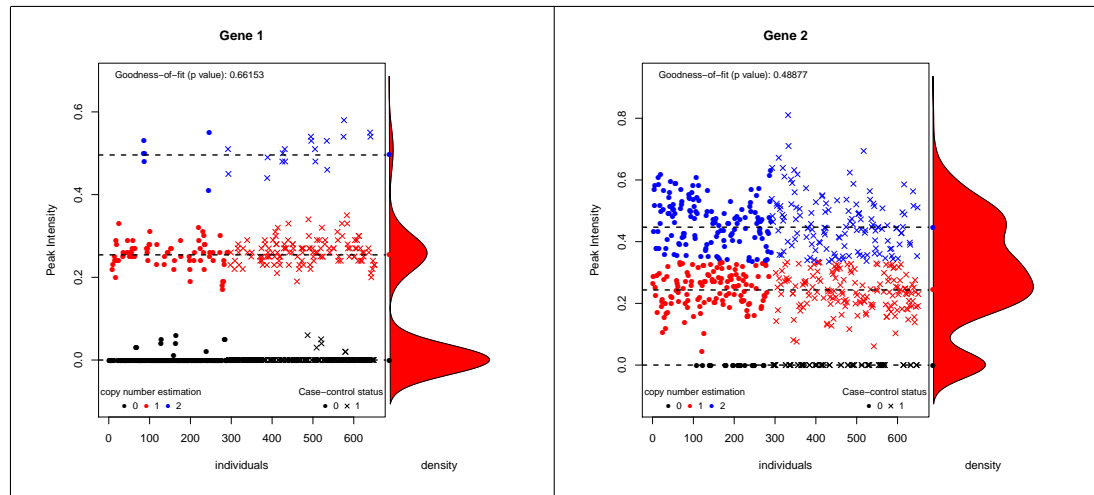 Gene 1
Goodness−of−fit (p value): 0.66153
Peak Intensity
0.6
0.4
0.2
0.0
copy number estimation
0 1 2
Case−control status
0 1
0 100 200 300 400 500 600
individuals
density
Gene 2
Goodness−of−fit (p value): 0.48877
Peak Intensity
0.8
0.6
0.4
0.2
0.0
copy number estimation
0 1 2
Case−control status
0 1
0 100 200 300 400 500 600
individuals
density